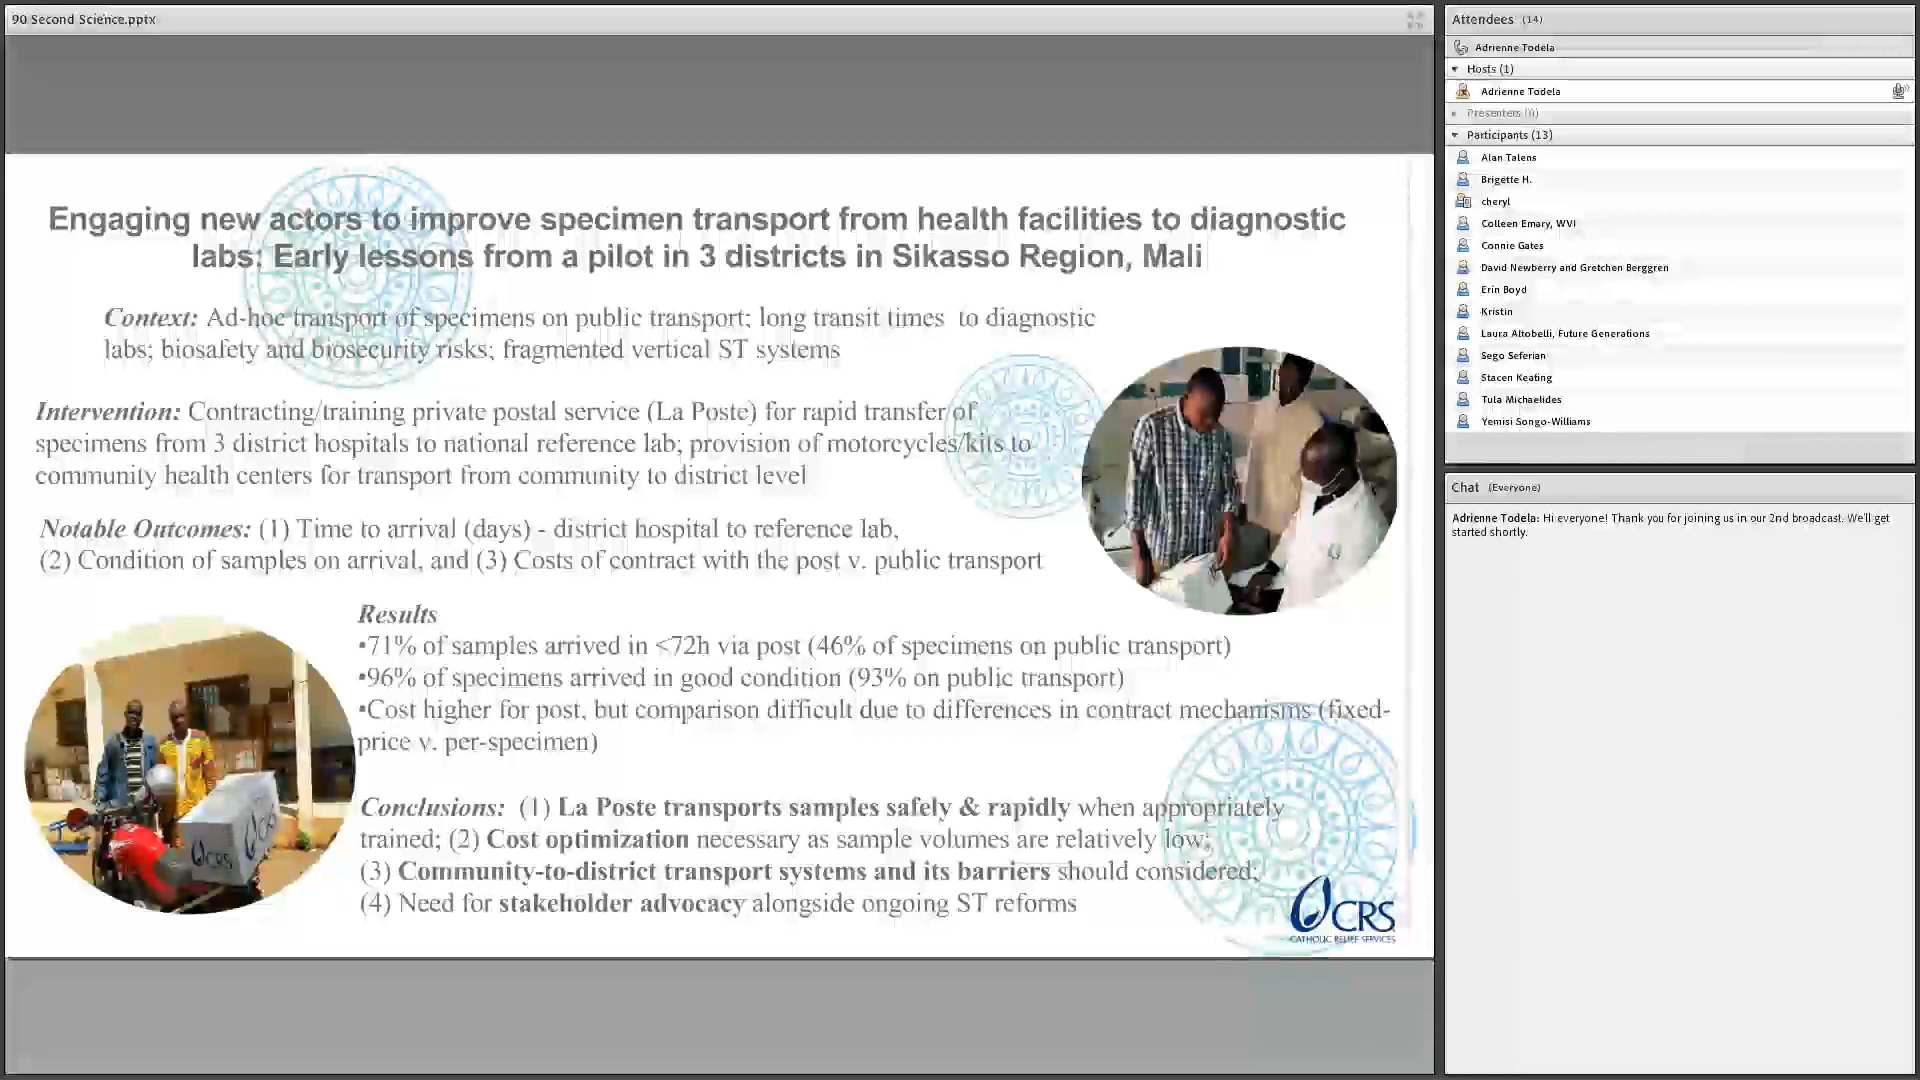 90 Second Science.pptx
Engaging new actors to improve specimen transport from health facilities to diagnostic
labs: Early lessons from a pilot in 3 districts in Sikasso Region, Mali
Context: Ad-hoc transport of specimens on public transport; long transit times to diagnostic
labs; biosafety and biosecurity risks; fragmented vertical ST systems
Intervention: Contracting/training private postal service (La Poste) for rapid transfer of
specimens from 3 district hospitals to national reference lab; provision of motorcycles/kits to
community health centers for transport from community to district level
Notable Outcomes: (1) Time to arrival (days) - district hospital to reference lab,
(2) Condition of samples on arrival, and (3) Costs of contract with the post v. public transport
Results
•71% of samples arrived in <72h via post (46% of specimens on public transport)
•96% of specimens arrived in good condition (93% on public transport)
•Cost higher for post, but comparison difficult due to differences in contract mechanisms (fixed-
price v. per-specimen)
Conclusions: (1) La Poste transports samples safely & rapidly when appropriately
trained; (2) Cost optimization necessary as sample volumes are relatively low;
(3) Community-to-district transport systems and its barriers should considered;
(4) Need for stakeholder advocacy alongside ongoing ST reforms
CRS
CRS
CATHOLIC RELIEF SERVICES
Attendees (14)
Adrienne Todela
Hosts (1)
Adrienne Todela
Presenters (0)
Participants (13)
Alan Talens
Brigette H.
cheryl
Colleen Emary, WVI
Connie Gates
David Newberry and Gretchen Berggren
Erin Boyd
Kristin
Laura Altobelli, Future Generations
Sego Seferian
Stacen Keating
Tula Michaelides
Yemisi Songo-Williams
Chat (Everyone)
Adrienne Todela: Hi everyone! Thank you for joining us in our 2nd broadcast. We'll get
started shortly.